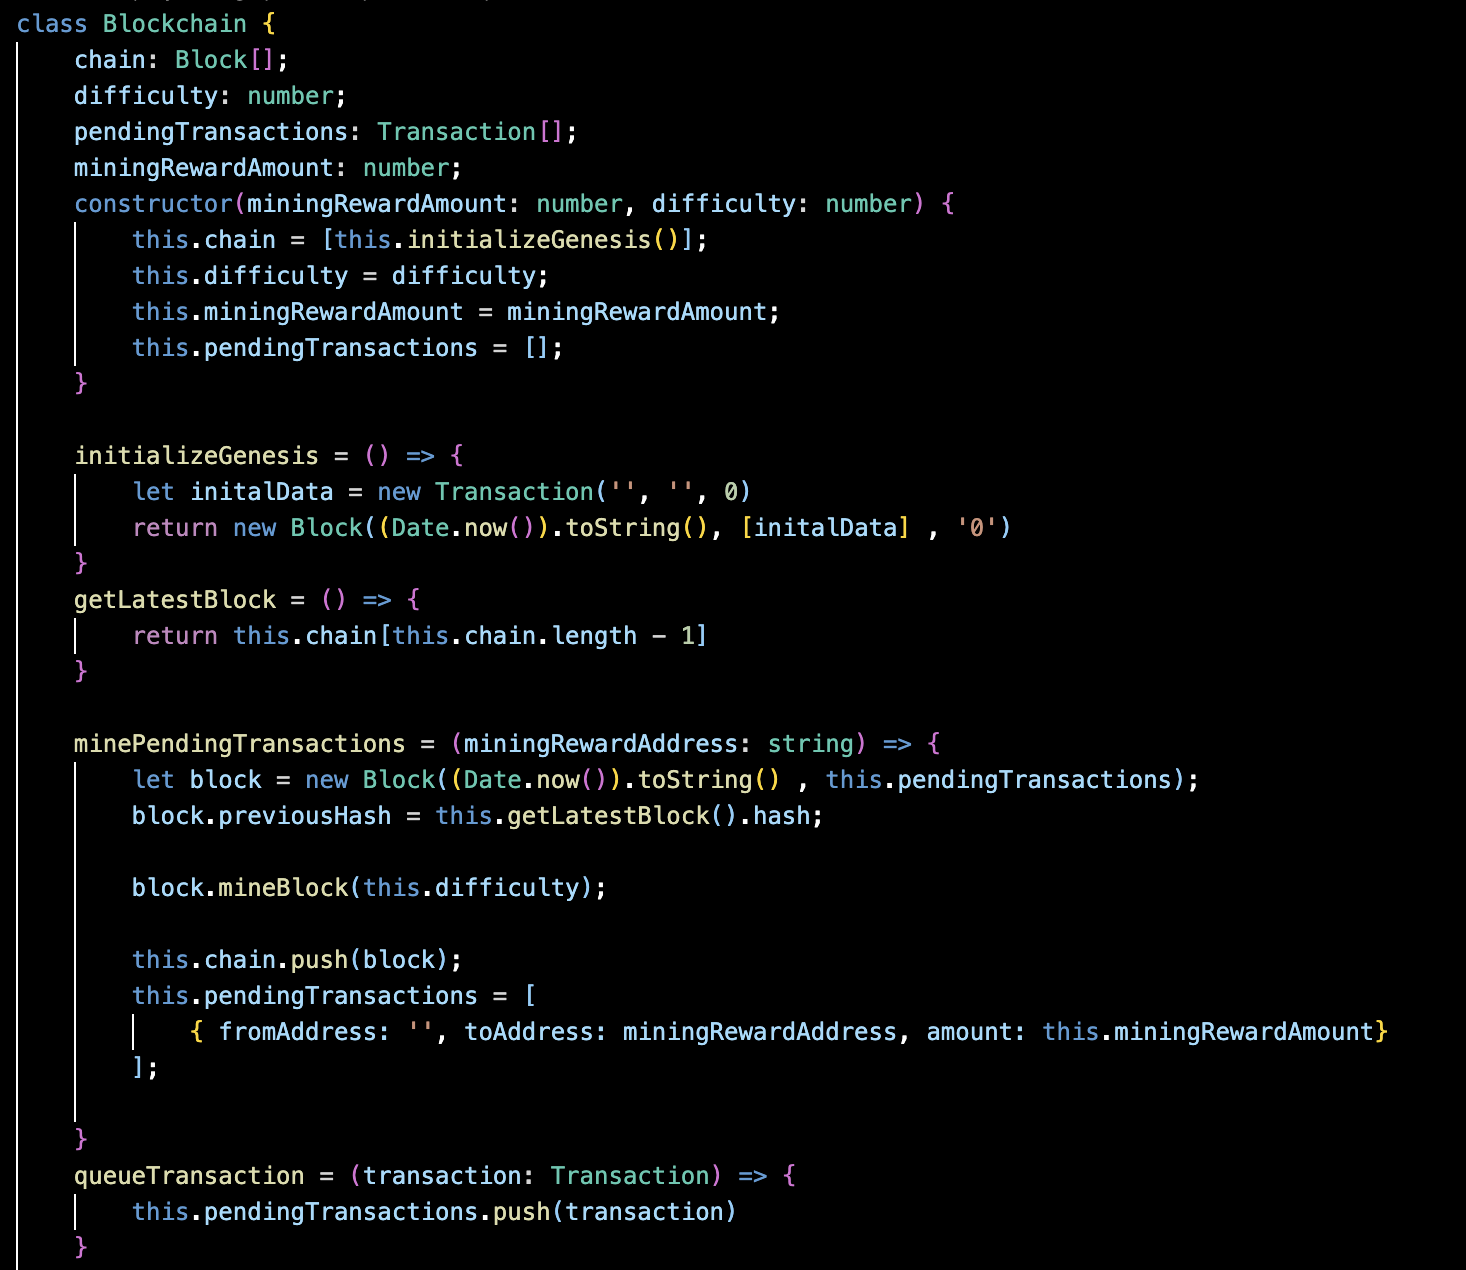 class Blockchain {
    chain: Block[];
    difficulty: number;
    pendingTransactions: Transaction[];
    miningRewardAmount: number;
    constructor(miningRewardAmount: number, difficulty: number) {
        this.chain = [this.initializeGenesis()];
        this.difficulty = difficulty;
        this.miningRewardAmount = miningRewardAmount;
        this.pendingTransactions = [];
    }
    initializeGenesis = () => {
        let initalData = new Transaction('', '', 0)
        return new Block((Date.now()).toString(), [initalData] , '0')
    }
    getLatestBlock = () => {
        return this.chain[this.chain.length - 1]
    }
    minePendingTransactions = (miningRewardAddress: string) => {
        let block = new Block((Date.now()).toString() , this.pendingTransactions);
        block.previousHash = this.getLatestBlock().hash;
        block.mineBlock(this.difficulty);
        this.chain.push(block);
        this.pendingTransactions = [
            { fromAddress: '', toAddress: miningRewardAddress, amount: this.miningRewardAmount}
        ];
    }
    queueTransaction = (transaction: Transaction) => {
        this.pendingTransactions.push(transaction)
    }